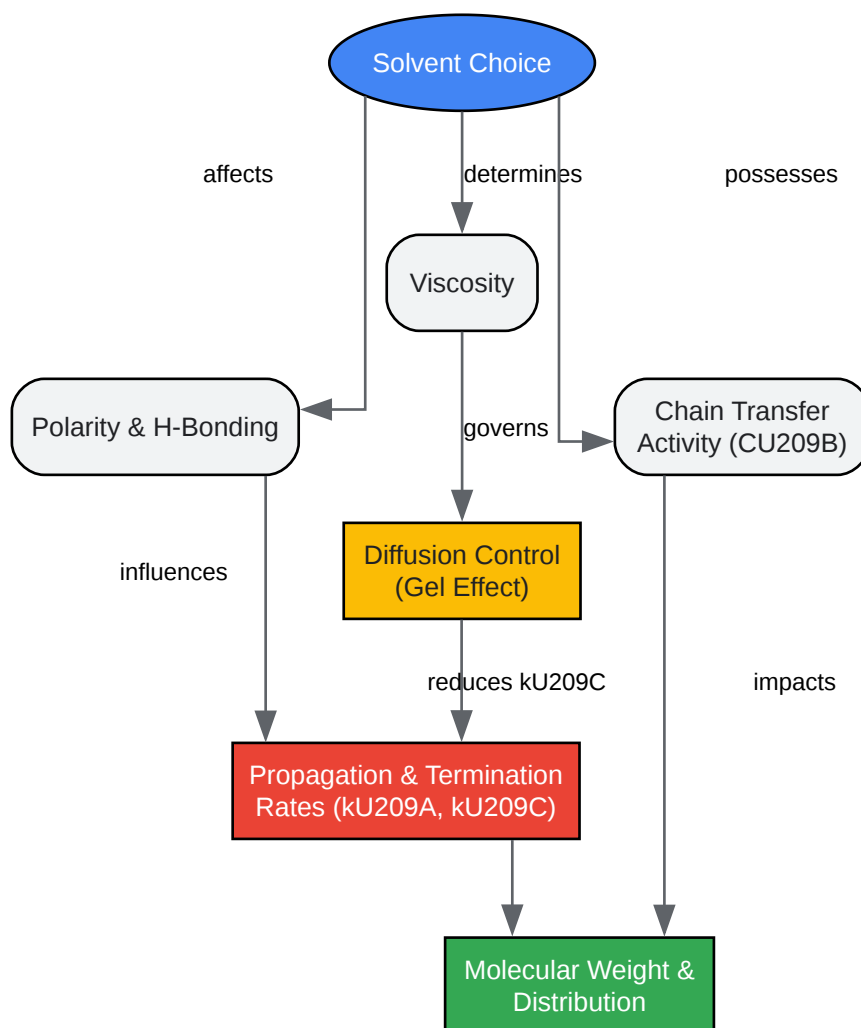 Solvent Choice
affects
determines
possesses
Viscosity
Polarity & H-Bonding
governs
Chain Transfer
Activity (CU209B)
influences
Diffusion Control
(Gel Effect)
reduces kU209C
impacts
Propagation & Termination
Rates (kU209A, kU209C)
Molecular Weight &
Distribution